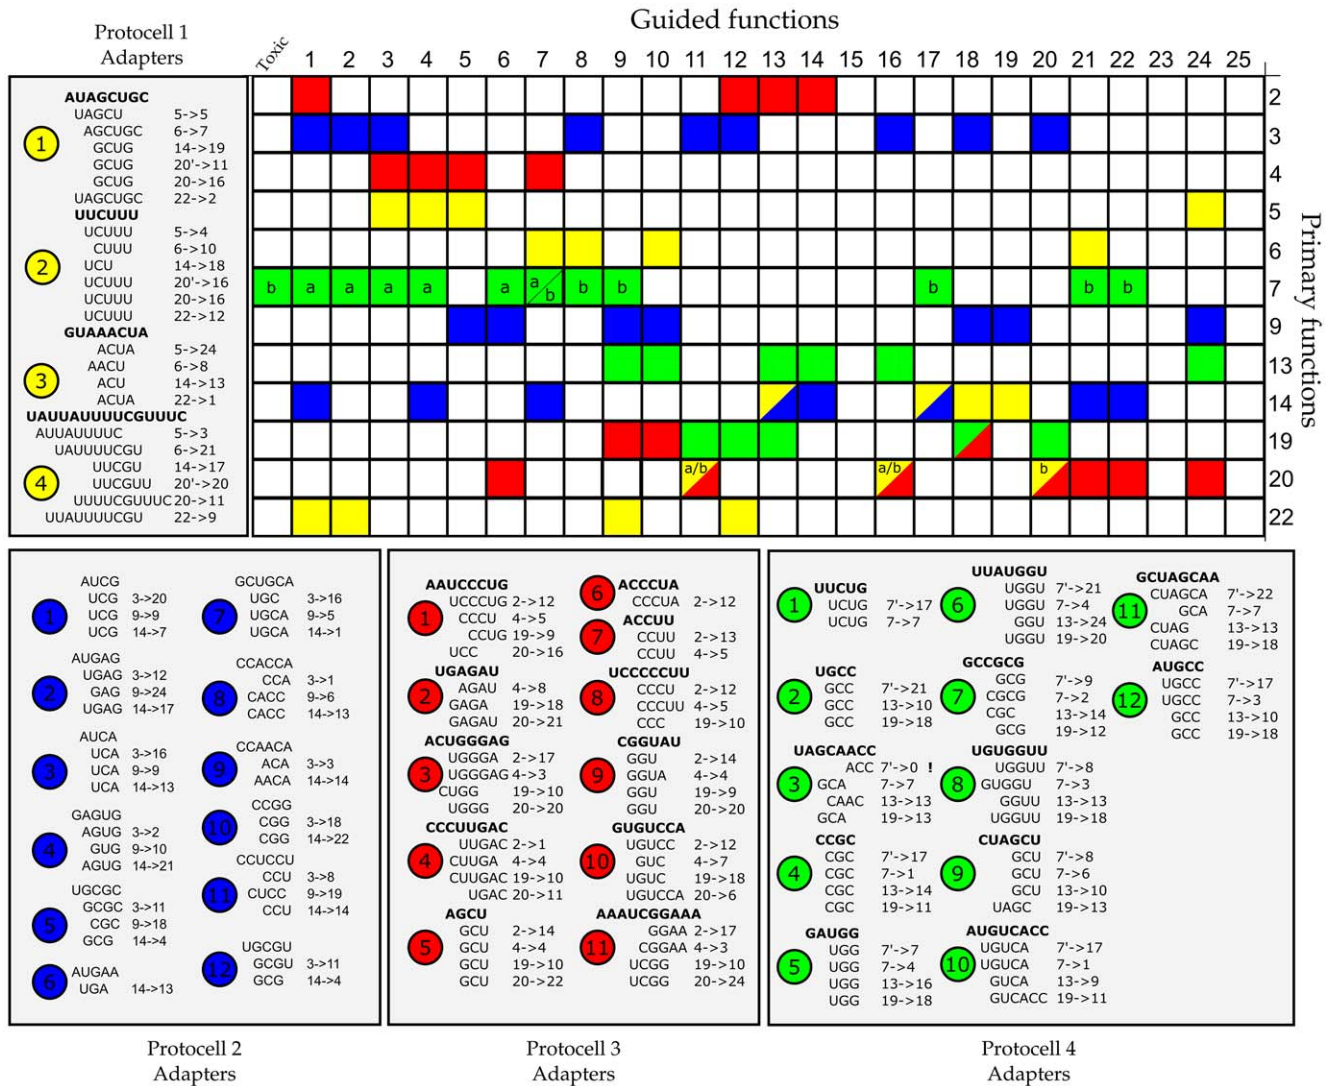 Guided functions
Protocell 1
Adapters
Toxic 1 2 3 4 5 6 7 8 9 10 11 12 13 14 15 16 17 18 19 20 21 22 23 24 25
Primary functions
2
3
4
5
6
b a a a a a a b b b b b b 7
9
13
14
19
a/b a/b b 20
22
1
AUAGCUGC
UAGCU 5->5
AGCUGC 6->7
GCUG 14->19
GCUG 20'->11
GCUG 20->16
UAGCUGC 22->2
2
UUCUUU
UCUUU 5->4
CUUU 6->10
UCU 14->18
UCUUU 20'->16
UCUUU 20->16
UCUUU 22->12
3
GUAAACUA
ACUA 5->24
AACU 6->8
ACU 14->13
ACUA 22->1
4
UAUUAUUUUCGUUUC
AUUAUUUUC 5->3
UAUUUUCGU 6->21
UUCGU 14->17
UUCGUU 20'->20
UUUUCGUUUC 20->11
UUAUUUUCGU 22->9
1
AUCG
UCG 3->20
UCG 9->9
UCG 14->7
2
AUGAG
UGAG 3->12
GAG 9->24
UGAG 14->17
3
AUCA
UCA 3->16
UCA 9->9
UCA 14->13
4
GAGUG
AGUG 3->2
GUG 9->10
AGUG 14->21
5
UGCGC
GCGC 3->11
CGC 9->18
GCG 14->4
6
AUGAA
UGA 14->13
7
GCUGCA
UGC 3->16
UGCA 9->5
UGCA 14->1
8
CCACCA
CCA 3->1
CACC 9->6
CACC 14->13
9
CCAACA
ACA 3->3
AACA 14->14
10
CCGG
CGG 3->18
CGG 14->22
11
CCUCCU
CCU 3->8
CUCC 9->19
CCU 14->14
12
UGCGU
GCGU 3->11
GCG 14->4
Protocell 2
Adapters
1
AAUCCCUG
UCCCUG 2->12
CCCU 4->5
CCUG 19->9
UCC 20->16
2
UGAGAU
AGAU 4->8
GAGA 19->18
GAGAU 20->21
3
ACUGGGAG
UGGGA 2->17
UGGGAG 4->3
CUGG 19->10
UGGG 20->20
4
CCCUUGAC
UUGAC 2->1
CUUGA 4->4
CUUGAC 19->10
UGAC 20->11
5
AGCU
GCU 2->14
GCU 4->4
GCU 19->10
GCU 20->22
6
ACCCUA
CCCUA 2->12
7
ACCUU
CCUU 2->13
CCUU 4->5
8
UCCCCCUU
CCCU 2->12
CCCUU 4->5
CCC 19->10
9
CGGUAU
GGU 2->14
GGUA 4->4
GGU 19->9
GGU 20->20
10
GUGUCCA
UGUCC 2->12
GUC 4->7
UGUC 19->18
UGUCCA 20->6
11
AAAUCGGAAA
GGAA 2->17
CGGAA 4->3
UCGG 19->10
UCGG 20->24
Protocell 3
Adapters
1
UUCUG
UCUG 7'->17
UCUG 7->7
2
UGCC
GCC 7'->21
GCC 13->10
GCC 19->18
3
UAGCAACC
ACC 7'->0 !
GCA 7->7
CAAC 13->13
GCA 19->13
4
CCGC
CGC 7'->17
CGC 7->1
CGC 13->14
CGC 19->11
5
GAUGG
UGG 7'->7
UGG 7->4
UGG 13->16
UGG 19->18
6
UUAUGGU
UGGU 7'->21
UGGU 7->4
GGU 13->24
UGGU 19->20
7
GCCGCG
GCG 7'->9
CGCG 7->2
CGC 13->14
GCG 19->12
8
UGUGGUU
UGGUU 7'->8
GUGGU 7->3
GGUU 13->13
UGGUU 19->18
9
CUAGCU
GCU 7'->8
GCU 7->6
GCU 13->10
UAGC 19->13
10
AUGUCACC
UGUCA 7'->17
UGUCA 7->1
GUCA 13->9
GUCACC 19->11
11
GCUAGCAA
CUAGCA 7'->22
GCA 7->7
CUAG 13->13
CUAGC 19->18
12
AUGCC
UGCC 7'->17
UGCC 7->3
GCC 13->10
GCC 19->18
Protocell 4
Adapters